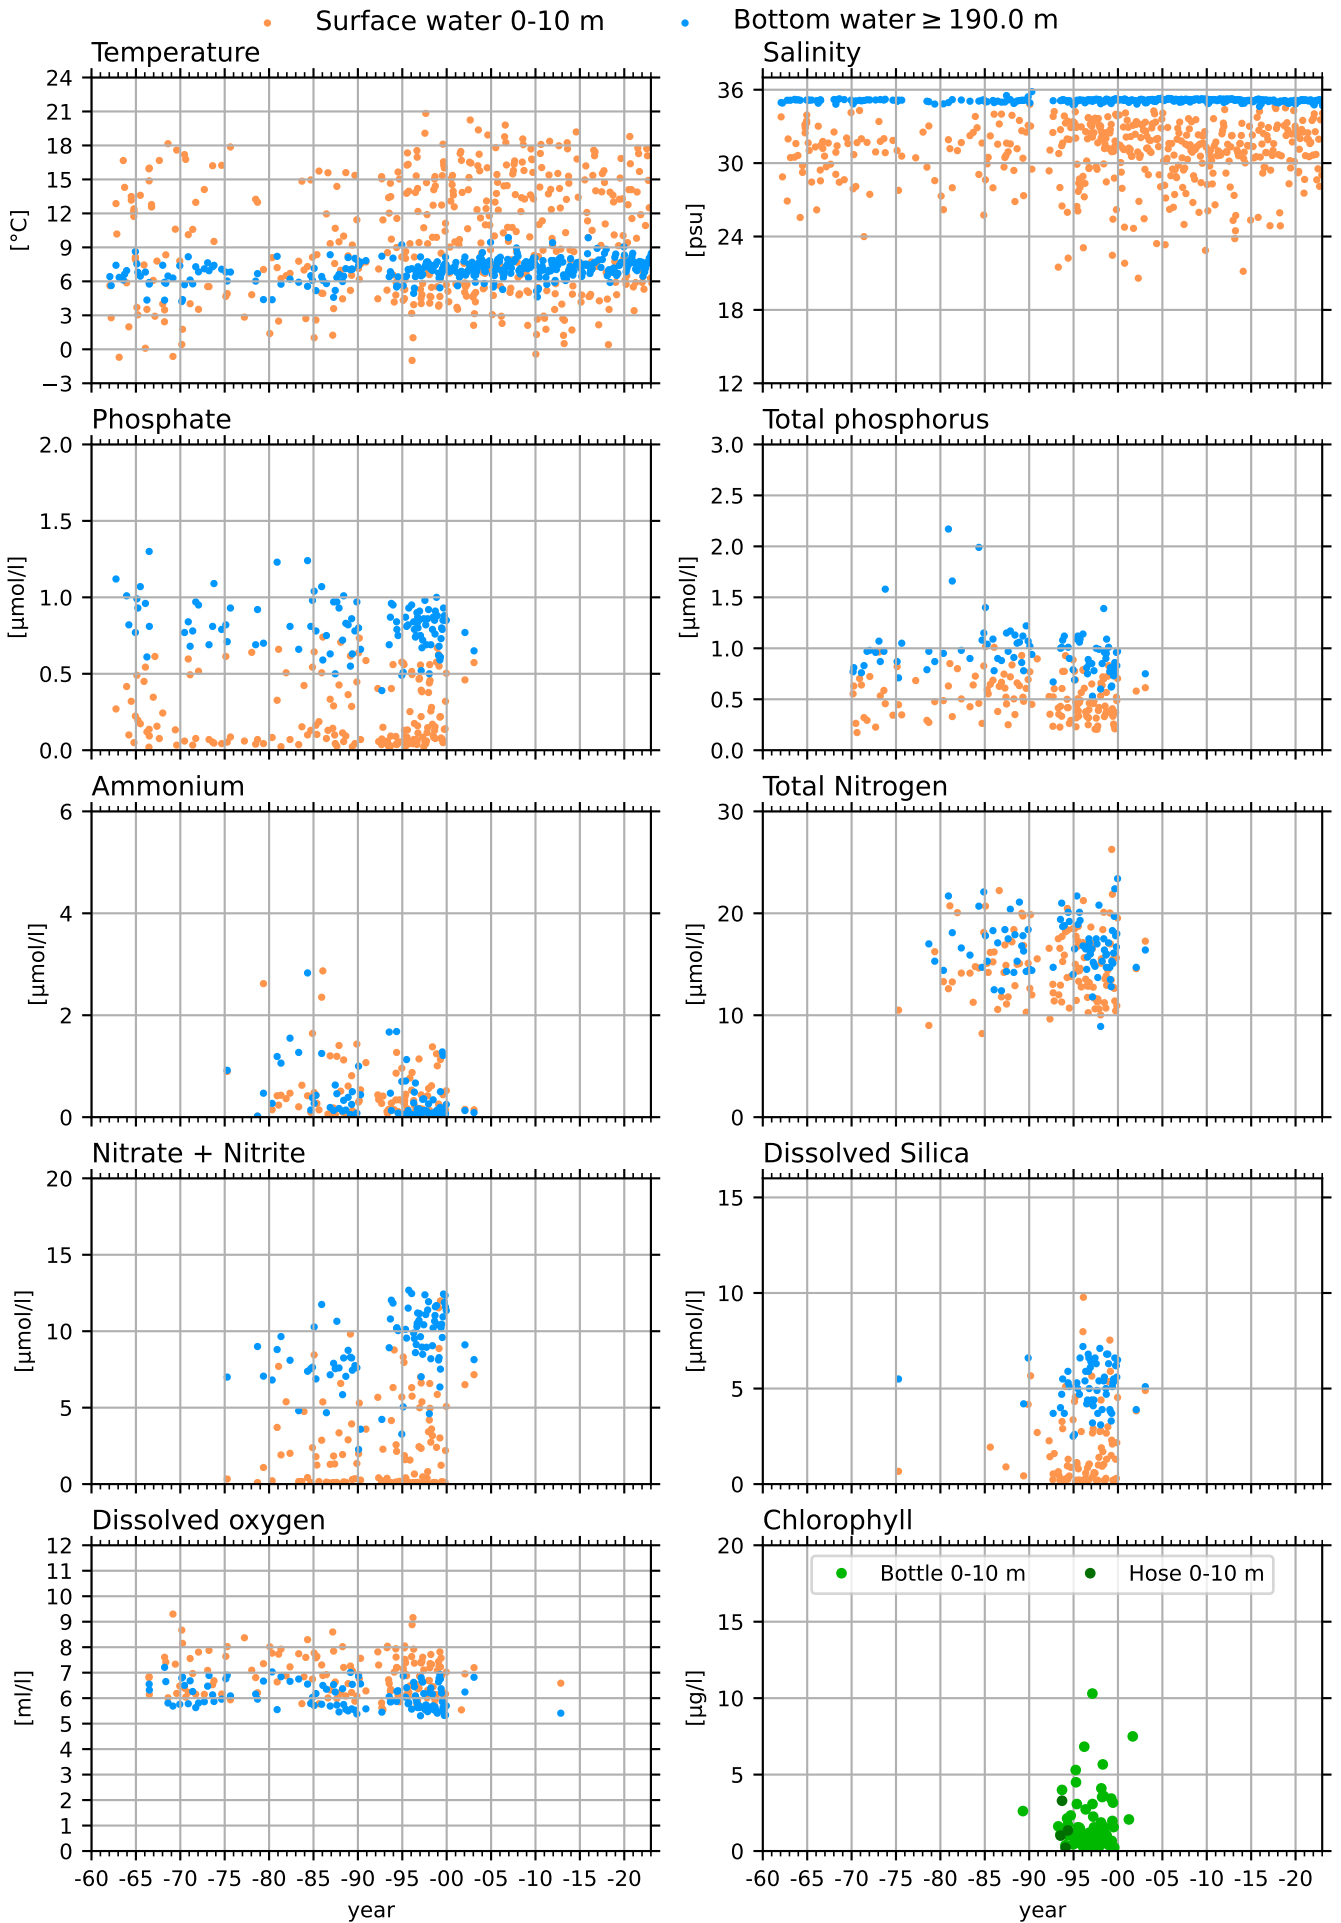 Surface water 0-10 m Bottom water ≥ 190.0 m
Temperature Salinity
24 21 18 15 12 9 6 3 0 −3
[°C]
36 30 24 18 12
[psu]
Phosphate Total phosphorus
2.0 1.5 1.0 0.5 0.0
[µmol/l]
3.0 2.5 2.0 1.5 1.0 0.5 0.0
[µmol/l]
Ammonium Total Nitrogen
6 4 2 0
[µmol/l]
30 20 10 0
[µmol/l]
Nitrate + Nitrite Dissolved Silica
20 15 10 5 0
[µmol/l]
15 10 5 0
[µmol/l]
Dissolved oxygen Chlorophyll
12 11 10 9 8 7 6 5 4 3 2 1 0
[ml/l]
20 15 10 5 0
[µg/l]
Bottle 0-10 m Hose 0-10 m
-60 -65 -70 -75 -80 -85 -90 -95 -00 -05 -10 -15 -20
-60 -65 -70 -75 -80 -85 -90 -95 -00 -05 -10 -15 -20
year year